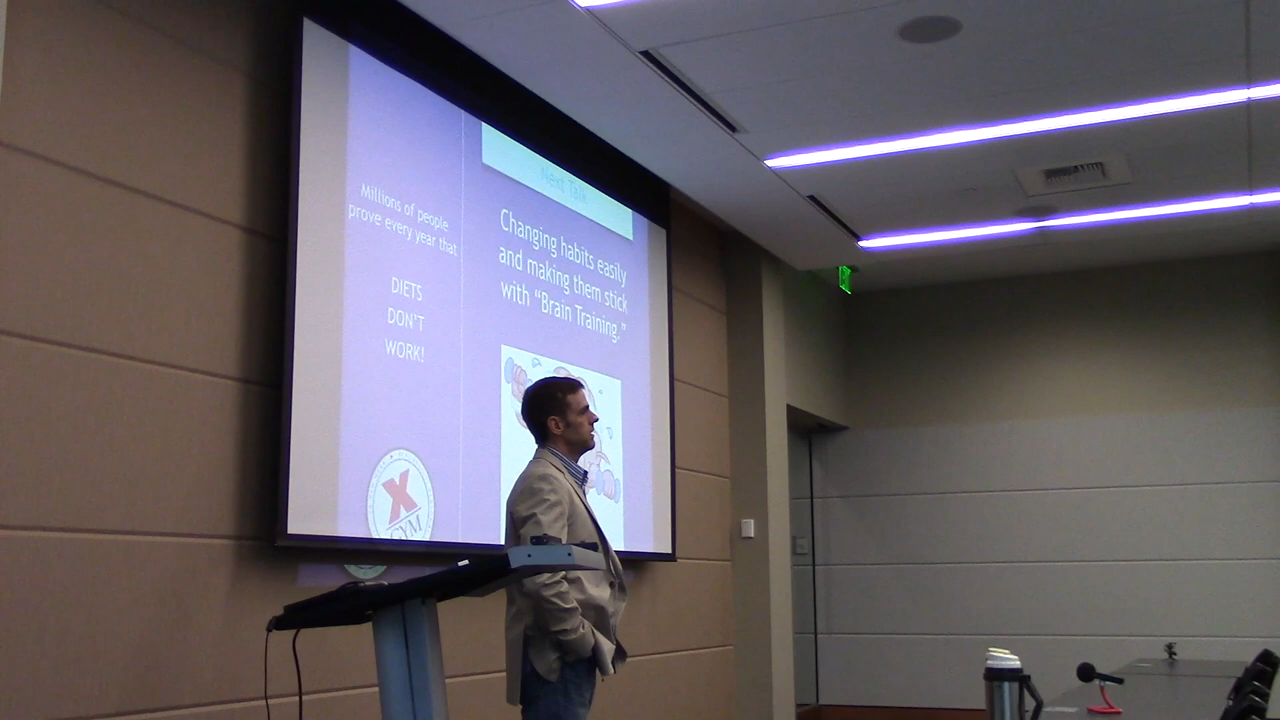 Millions of people
prove every year that
DIETS
DON'T
WORK!
X
GYM
Next Talk
Changing habits easily
and making them stick
with “Brain Training.”